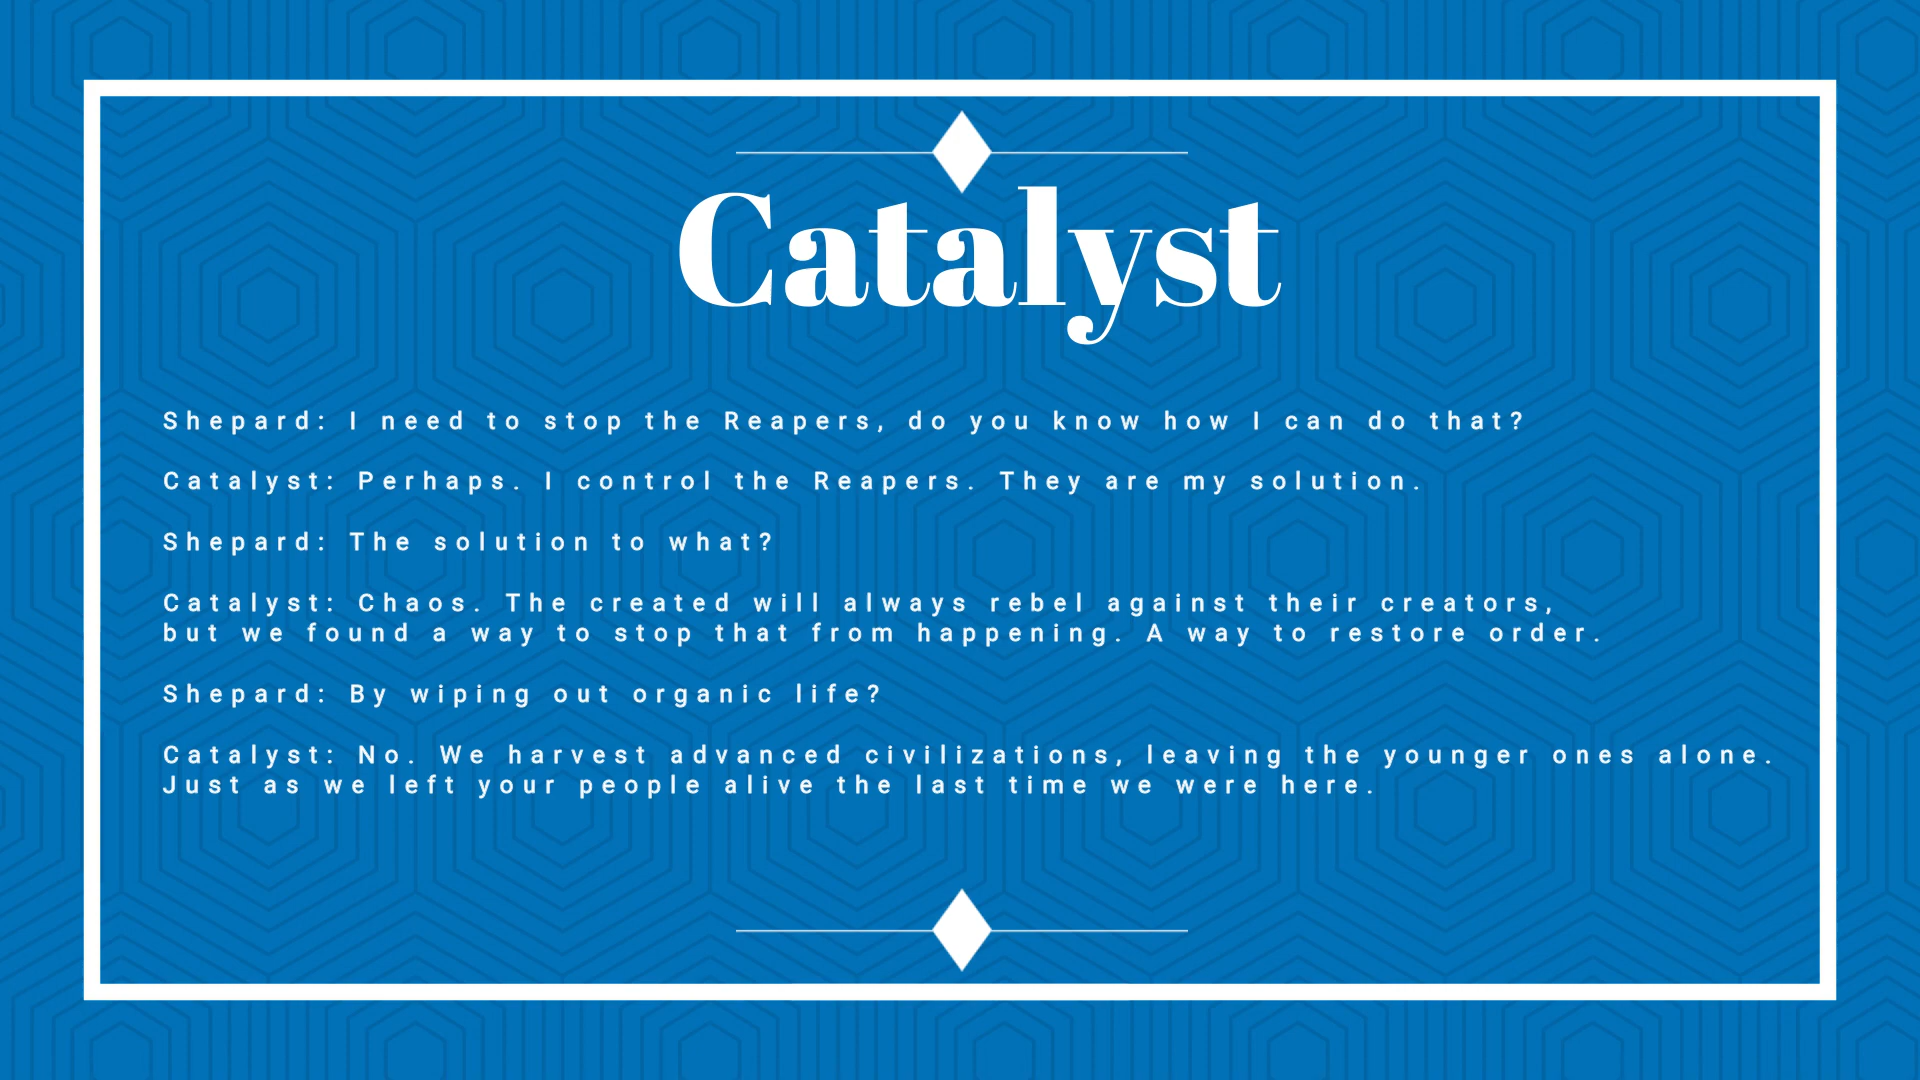 Catalyst
Shepard: I need to stop the Reapers, do you know how I can do that?
Catalyst: Perhaps. I control the Reapers. They are my solution.
Shepard: The solution to what?
Catalyst: Chaos. The created will always rebel against their creators,
but we found a way to stop that from happening. A way to restore order.
Shepard: By wiping out organic life?
Catalyst: No. We harvest advanced civilizations, leaving the younger ones alone.
Just as we left your people alive the last time we were here.